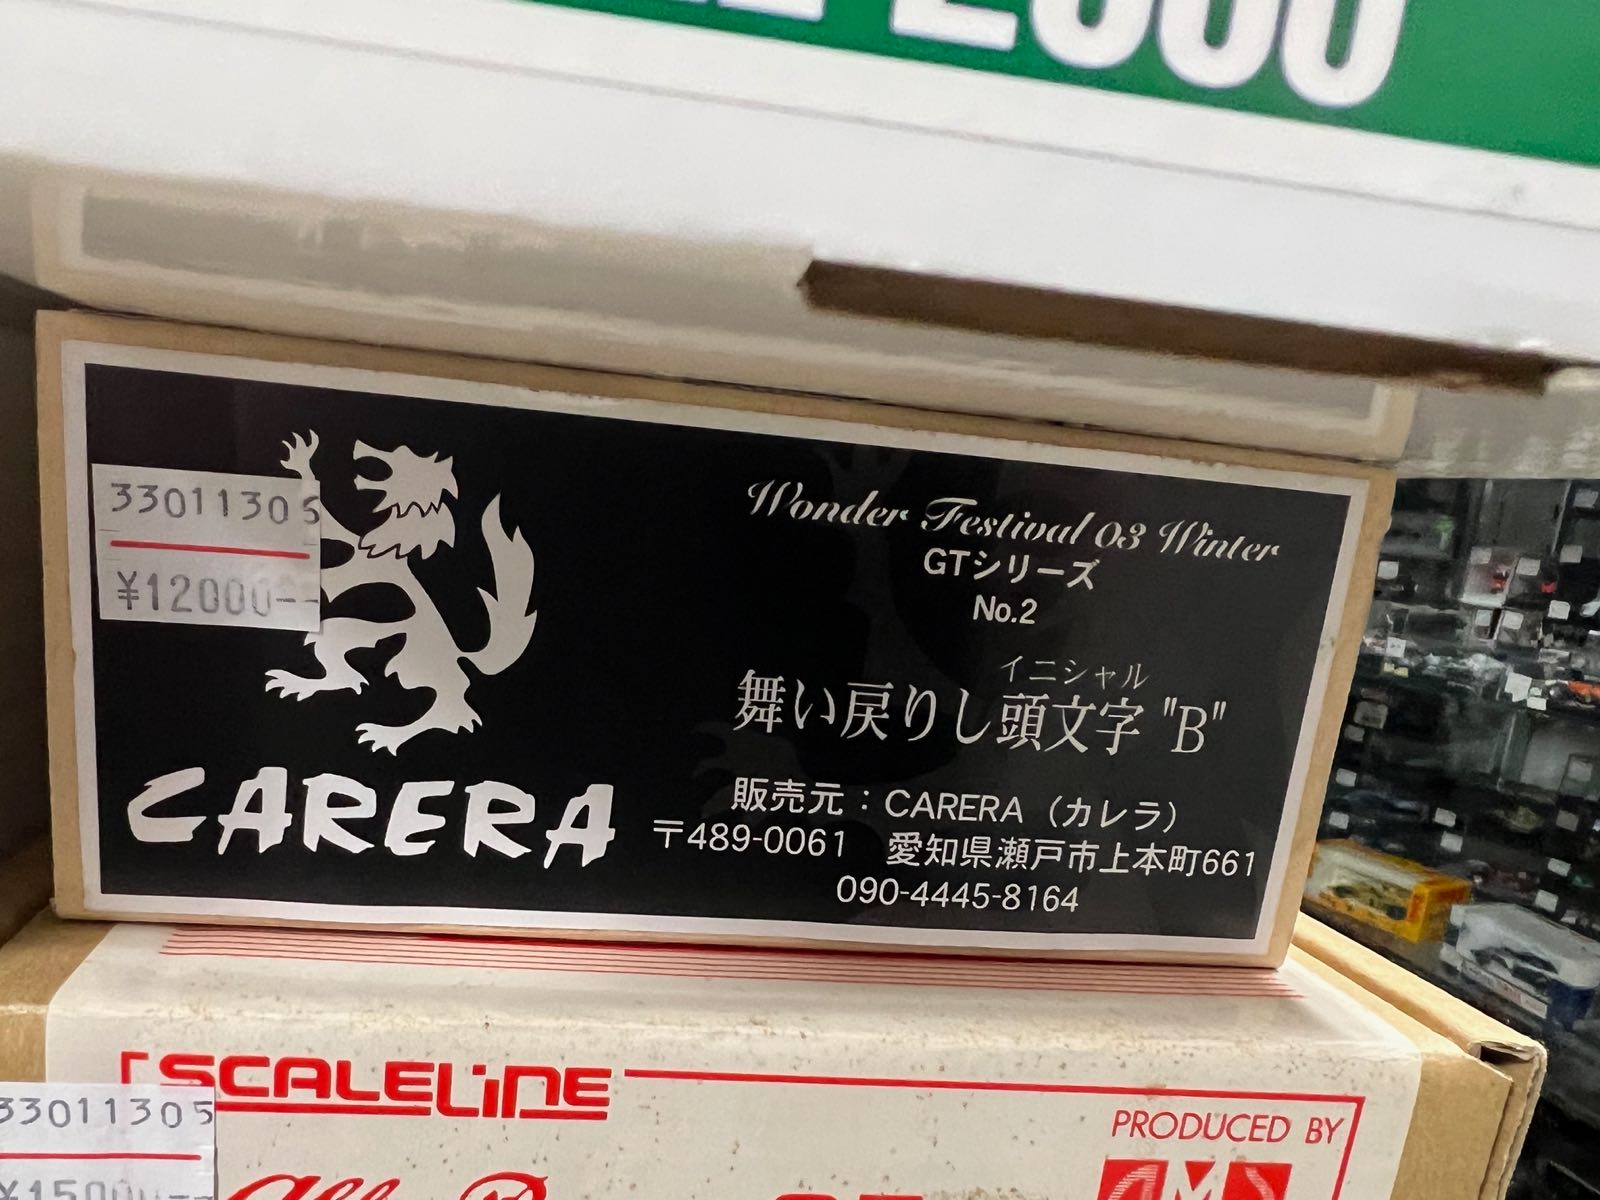 2000
33011305
¥12000--
CARERA
Wonder Festival 03 Winter
GTシリーズ
No.2
イニシャル
舞い戻りし頭文字 "B"
販売元：CARERA（カレラ）
〒489-0061 愛知県瀬戸市上本町661
090-4445-8164
SCALELINE
33011305
¥15000--
PRODUCED BY